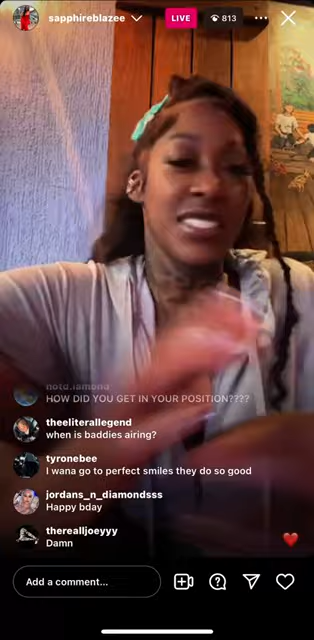 sapphireblazee
LIVE
813
HOW DID YOU GET IN YOUR POSITION????
theeliterallegend
when is baddies airing?
tyronebee
I wana go to perfect smiles they do so good
jordans_n_diamondsss
Happy bday
therealljoeyyy
Damn
Add a comment...